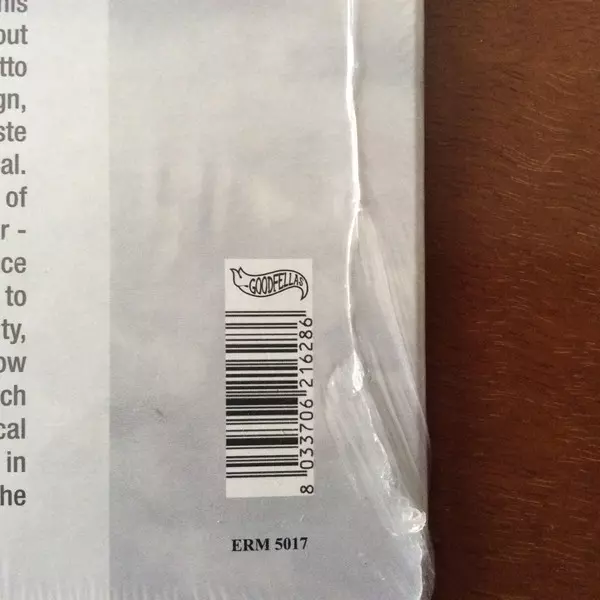 his
out
tto
gn,
ste
al.
of
r -
ce
to
ty,
ow
ch
cal
in
he
GOODFELLAS
8 033706 216286
ERM 5017